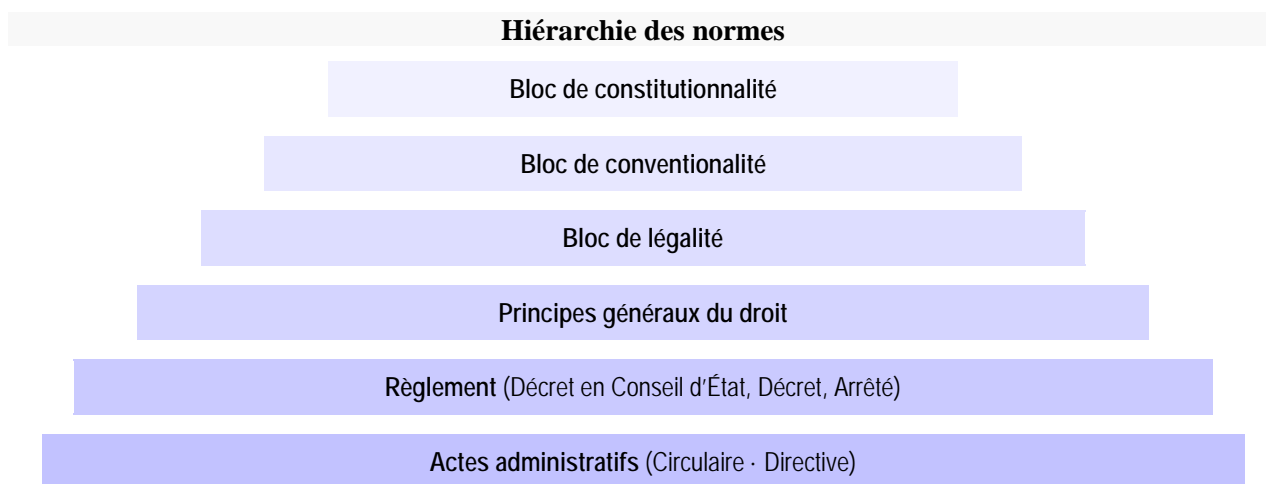 Hiérarchie des normes
Bloc de constitutionnalité
Bloc de conventionalité
Bloc de légalité
Principes généraux du droit
Règlement (Décret en Conseil d'État, Décret, Arrêté)
Actes administratifs (Circulaire · Directive)